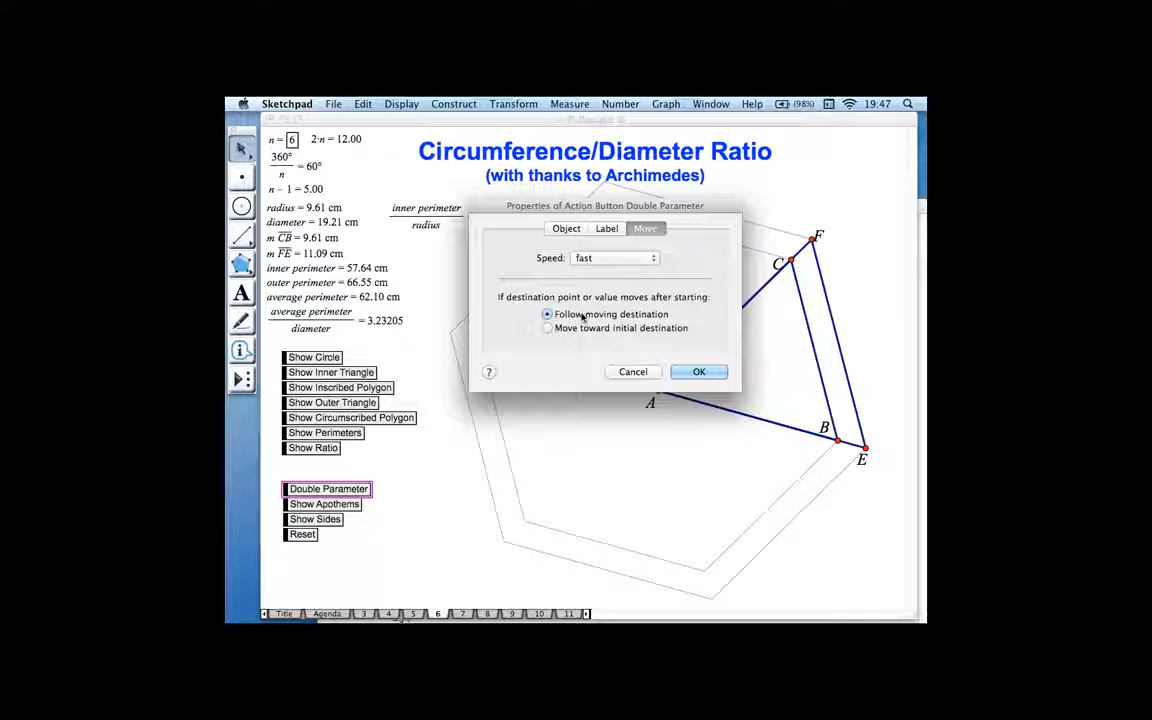 Sketchpad File Edit Display Construct Transform Measure Number Graph Window Help (98%) 19:47
n = 6 2·n = 12.00
360°
n
= 60°
n − 1 = 5.00
radius = 9.61 cm
diameter = 19.21 cm
m CB = 9.61 cm
m FE = 11.09 cm
inner perimeter = 57.64 cm
outer perimeter = 66.55 cm
average perimeter = 62.10 cm
average perimeter
diameter
= 3.23205
inner perimeter
radius
Circumference/Diameter Ratio
(with thanks to Archimedes)
Properties of Action Button Double Parameter
Object Label Move
Speed: fast
If destination point or value moves after starting:
Follow moving destination
Move toward initial destination
? Cancel OK
F
C
A
B
E
Show Circle
Show Inner Triangle
Show Inscribed Polygon
Show Outer Triangle
Show Circumscribed Polygon
Show Perimeters
Show Ratio
Double Parameter
Show Apothems
Show Sides
Reset
A
Title Agenda 3 4 5 6 7 8 9 10 11